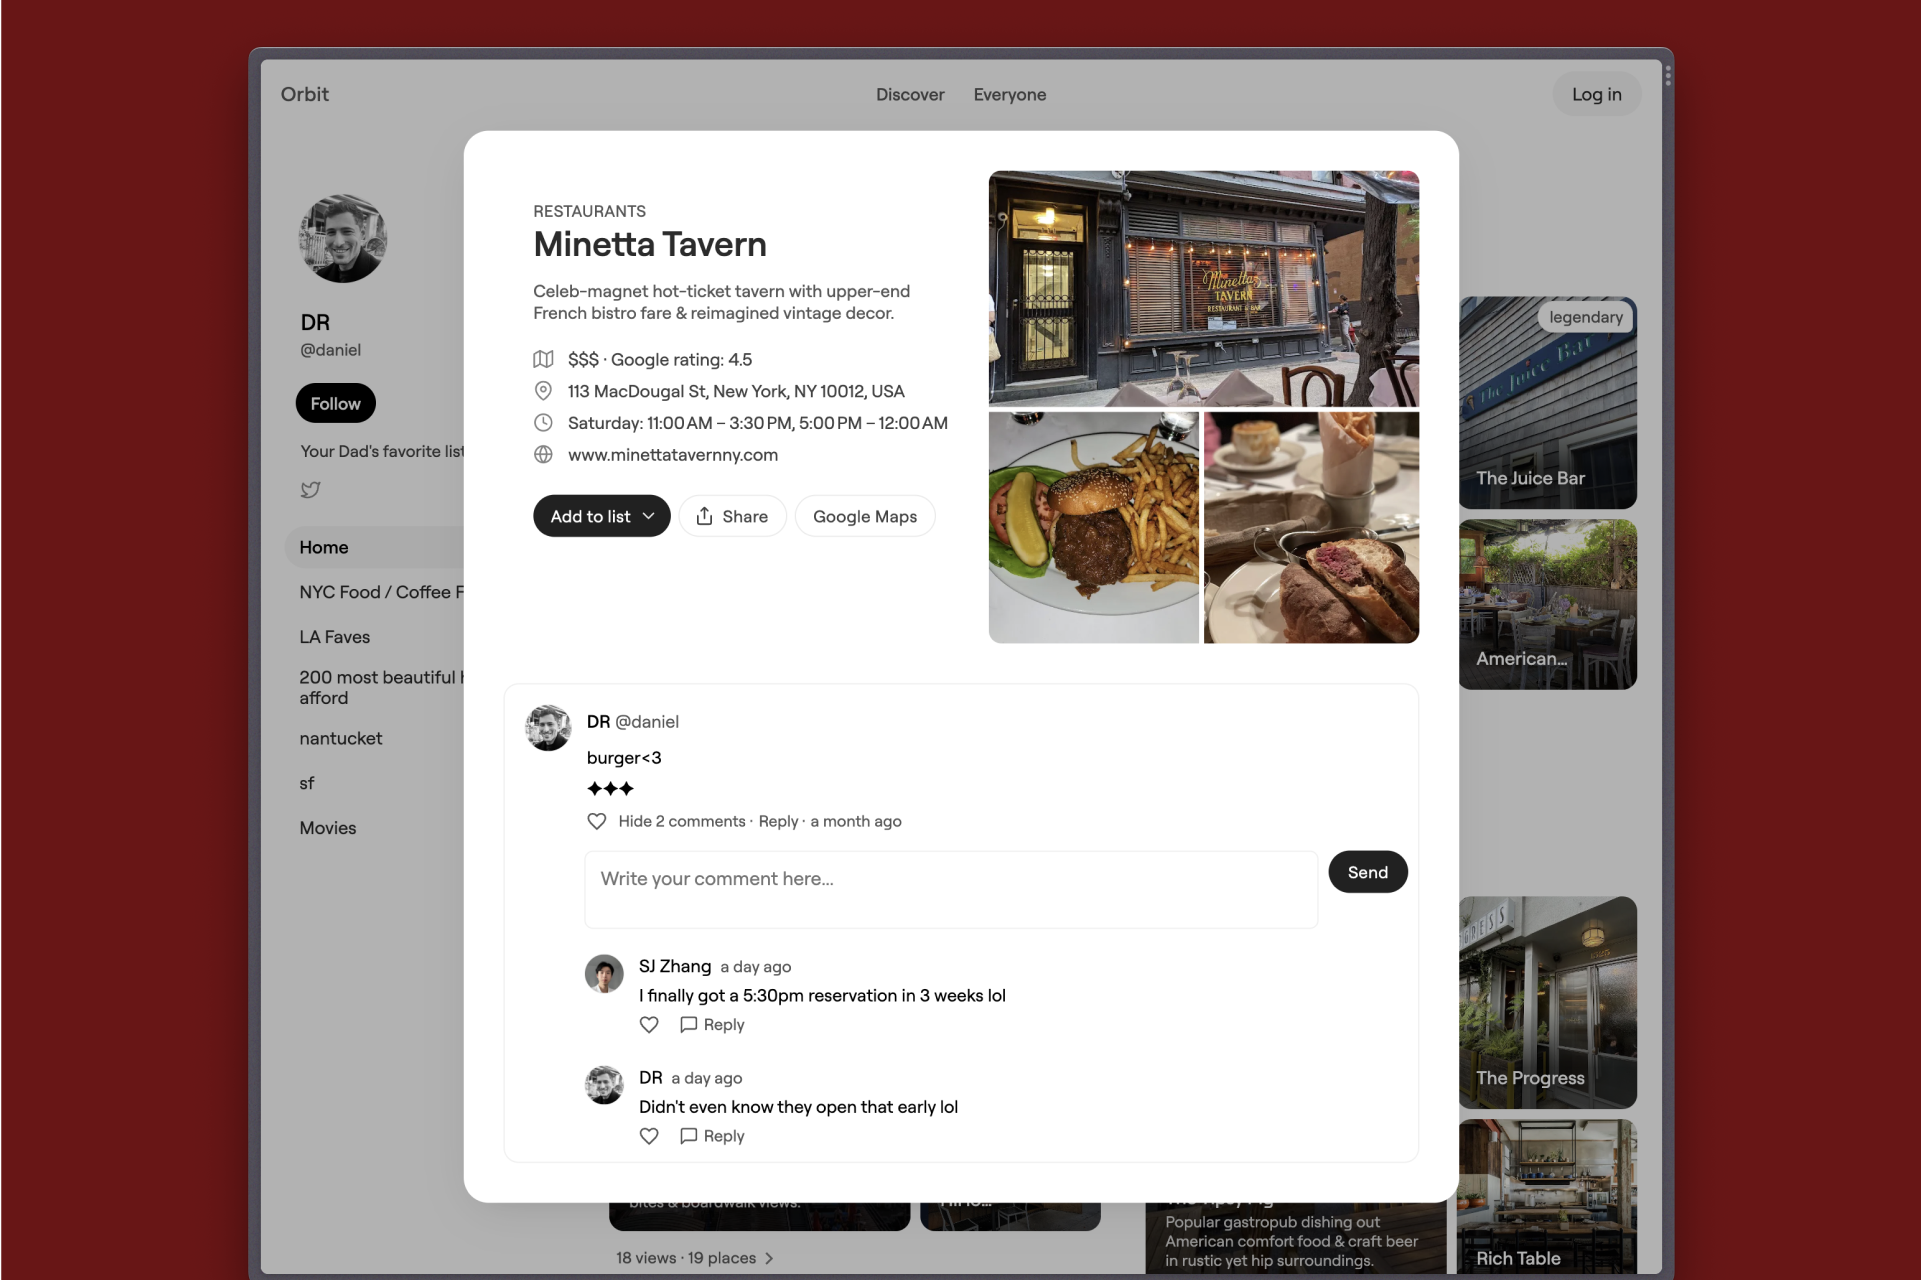 Orbit
Discover
Everyone
Log in
DR
@daniel
Follow
Your Dad's favorite list
Home
NYC Food / Coffee
LA Faves
200 most beautiful
afford
nantucket
sf
Movies
RESTAURANTS
Minetta Tavern
Celeb-magnet hot-ticket tavern with upper-end
French bistro fare & reimagined vintage decor.
$$$ · Google rating: 4.5
113 MacDougal St, New York, NY 10012, USA
Saturday: 11:00 AM – 3:30 PM, 5:00 PM – 12:00 AM
www.minettatavernny.com
Add to list
Share
Google Maps
Minetta
TAVERN
RESTAURANT & BAR
DR @daniel
burger<3
Hide 2 comments · Reply · a month ago
Write your comment here...
Send
SJ Zhang a day ago
I finally got a 5:30pm reservation in 3 weeks lol
Reply
DR a day ago
Didn't even know they open that early lol
Reply
legendary
The Juice Bar
The Juice Bar
American...
GRESS
The Progress
bites & boardwalk views.
18 views · 19 places
Popular gastropub dishing out
American comfort food & craft beer
in rustic yet hip surroundings.
Rich Table